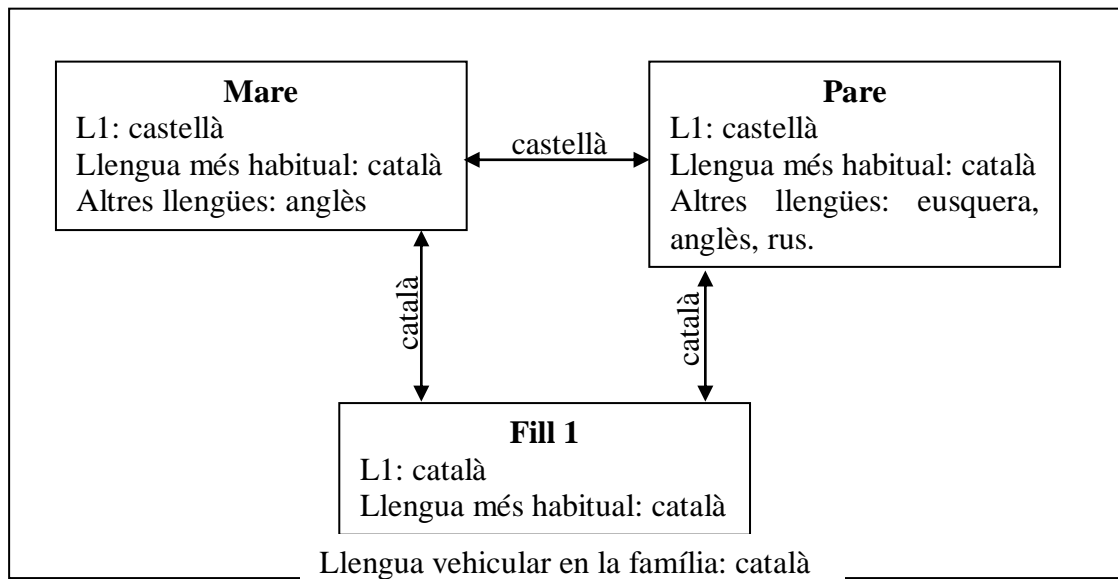 Mare
L1: castellà
Llengua més habitual: català
Altres llengües: anglès
castellà
Pare
L1: castellà
Llengua més habitual: català
Altres llengües: eusquera,
anglès, rus.
català
català
Fill 1
L1: català
Llengua més habitual: català
Llengua vehicular en la família: català